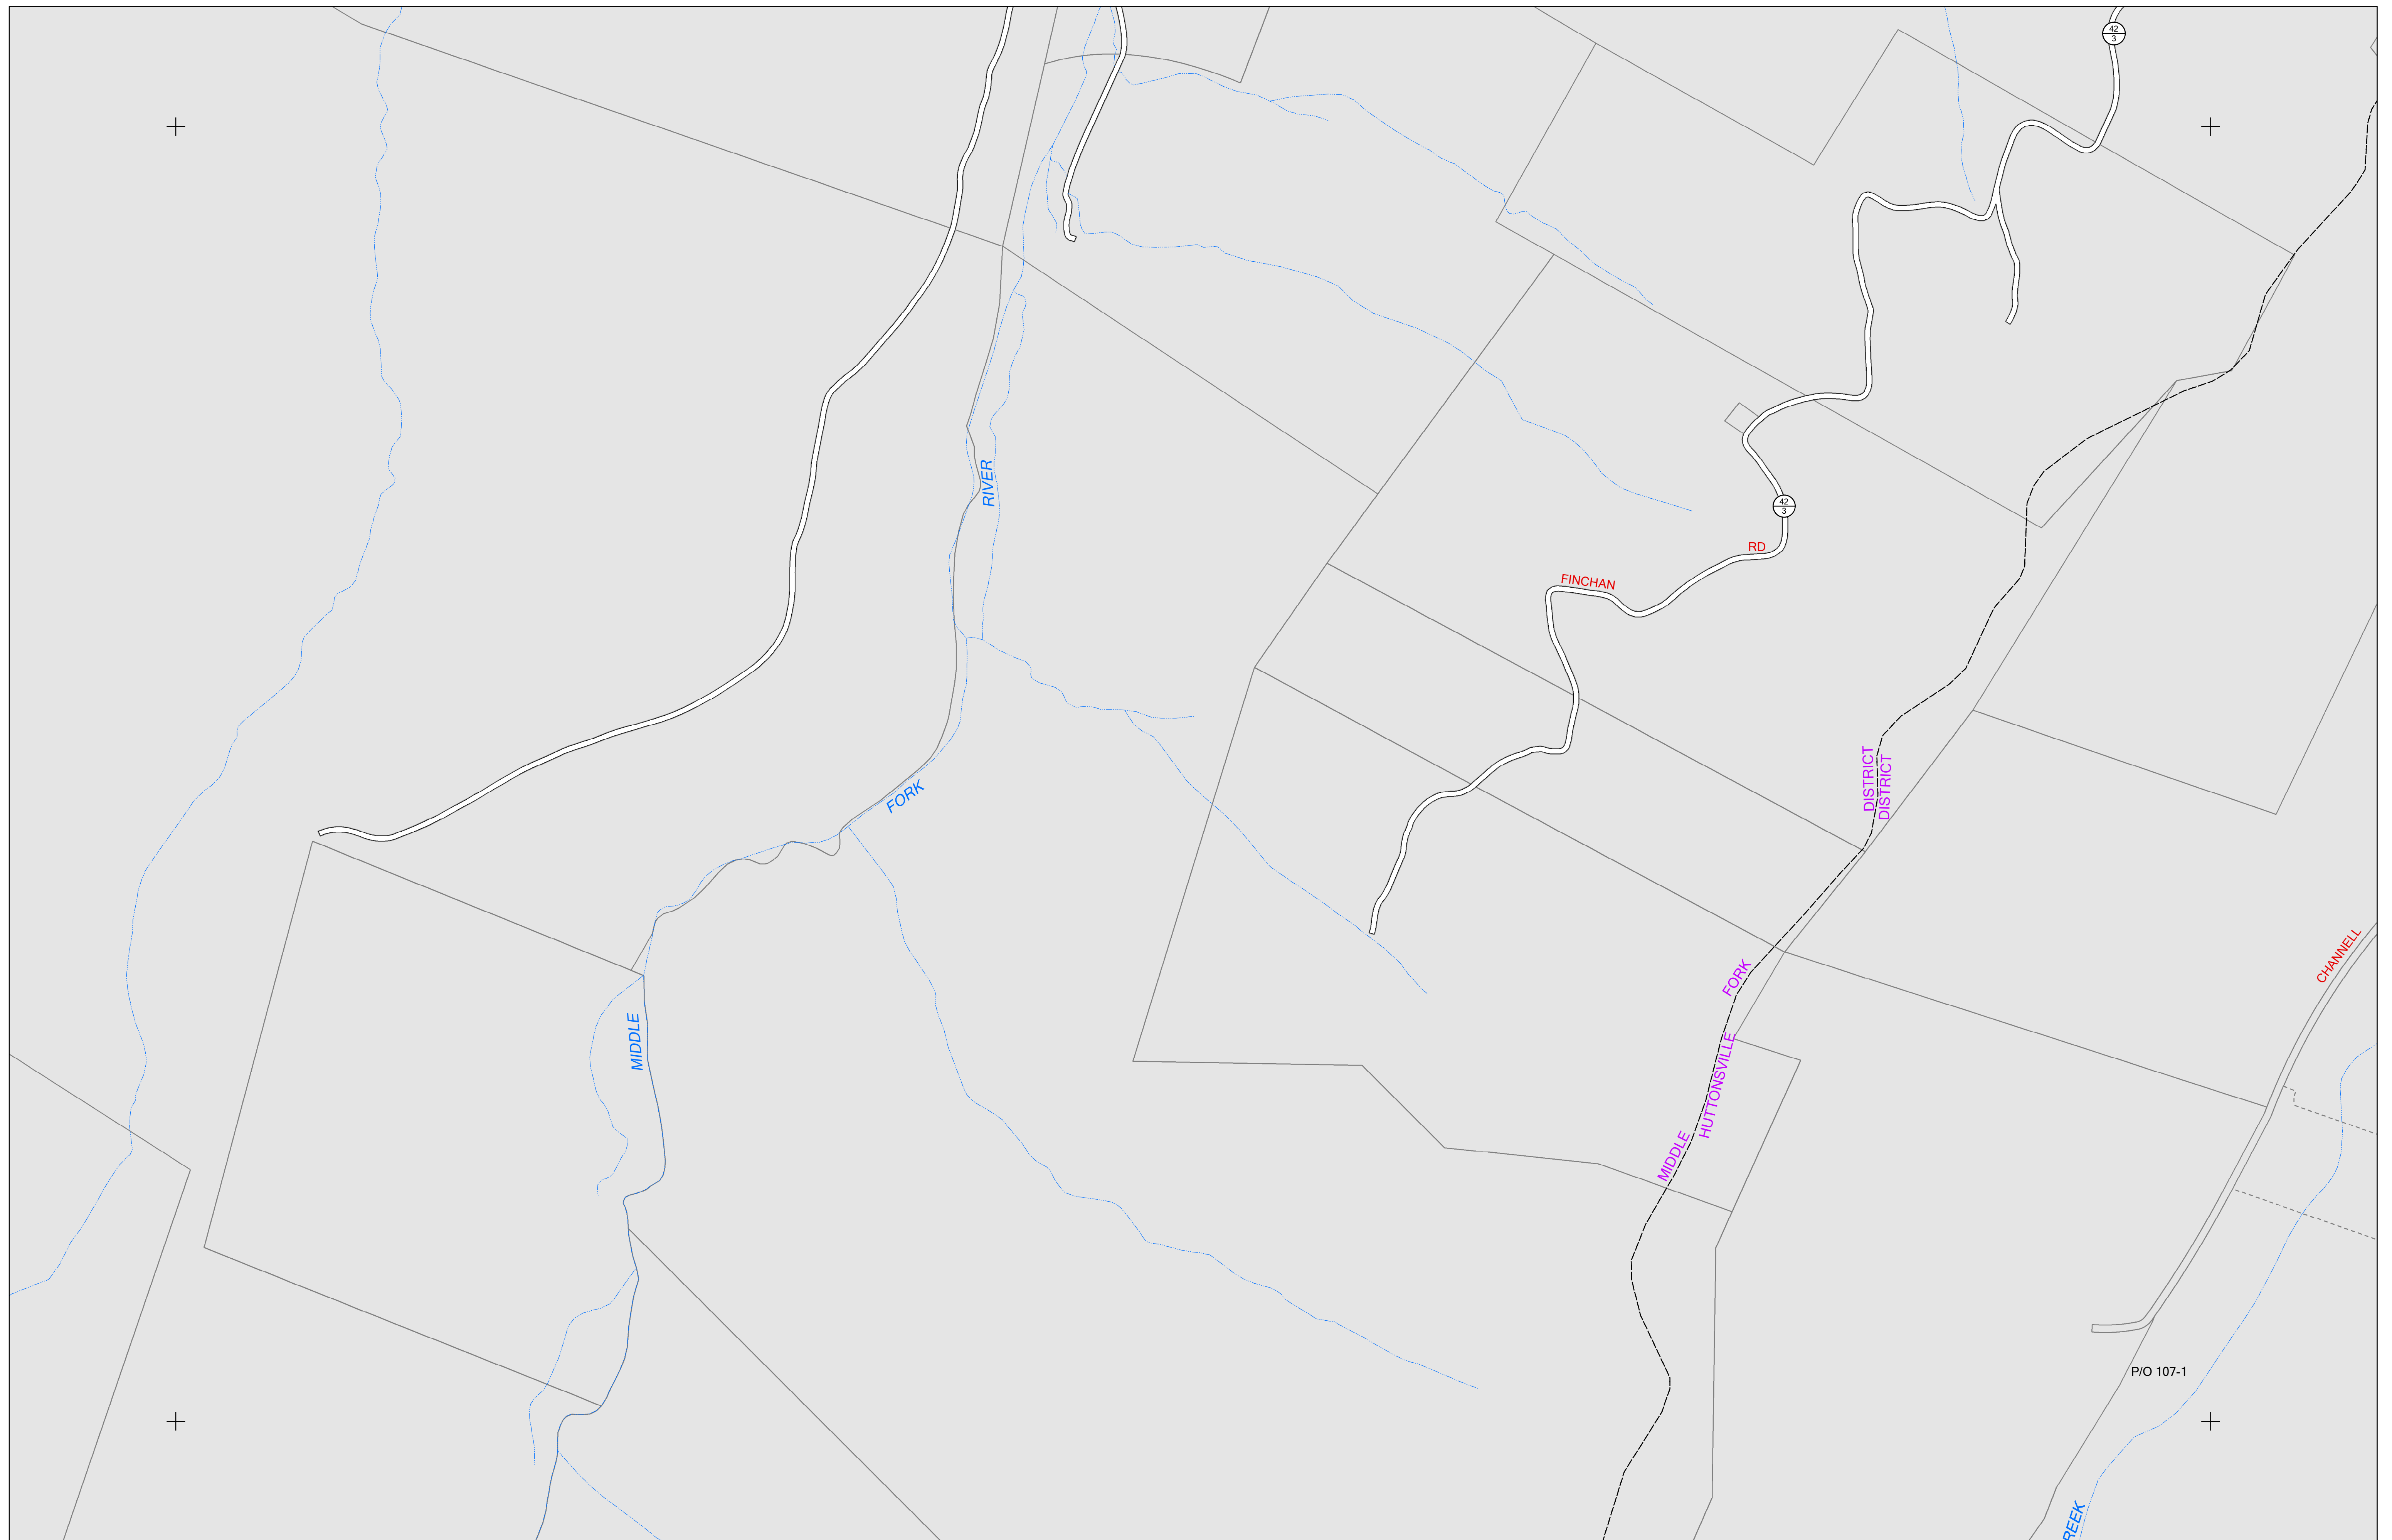 42
3
RIVER
42
3
RD
FINCHAN
DISTRICT
DISTRICT
FORK
CHANNELL
FORK
MIDDLE
HUTTONSVILLE
MIDDLE
P/O 107-1
REEK